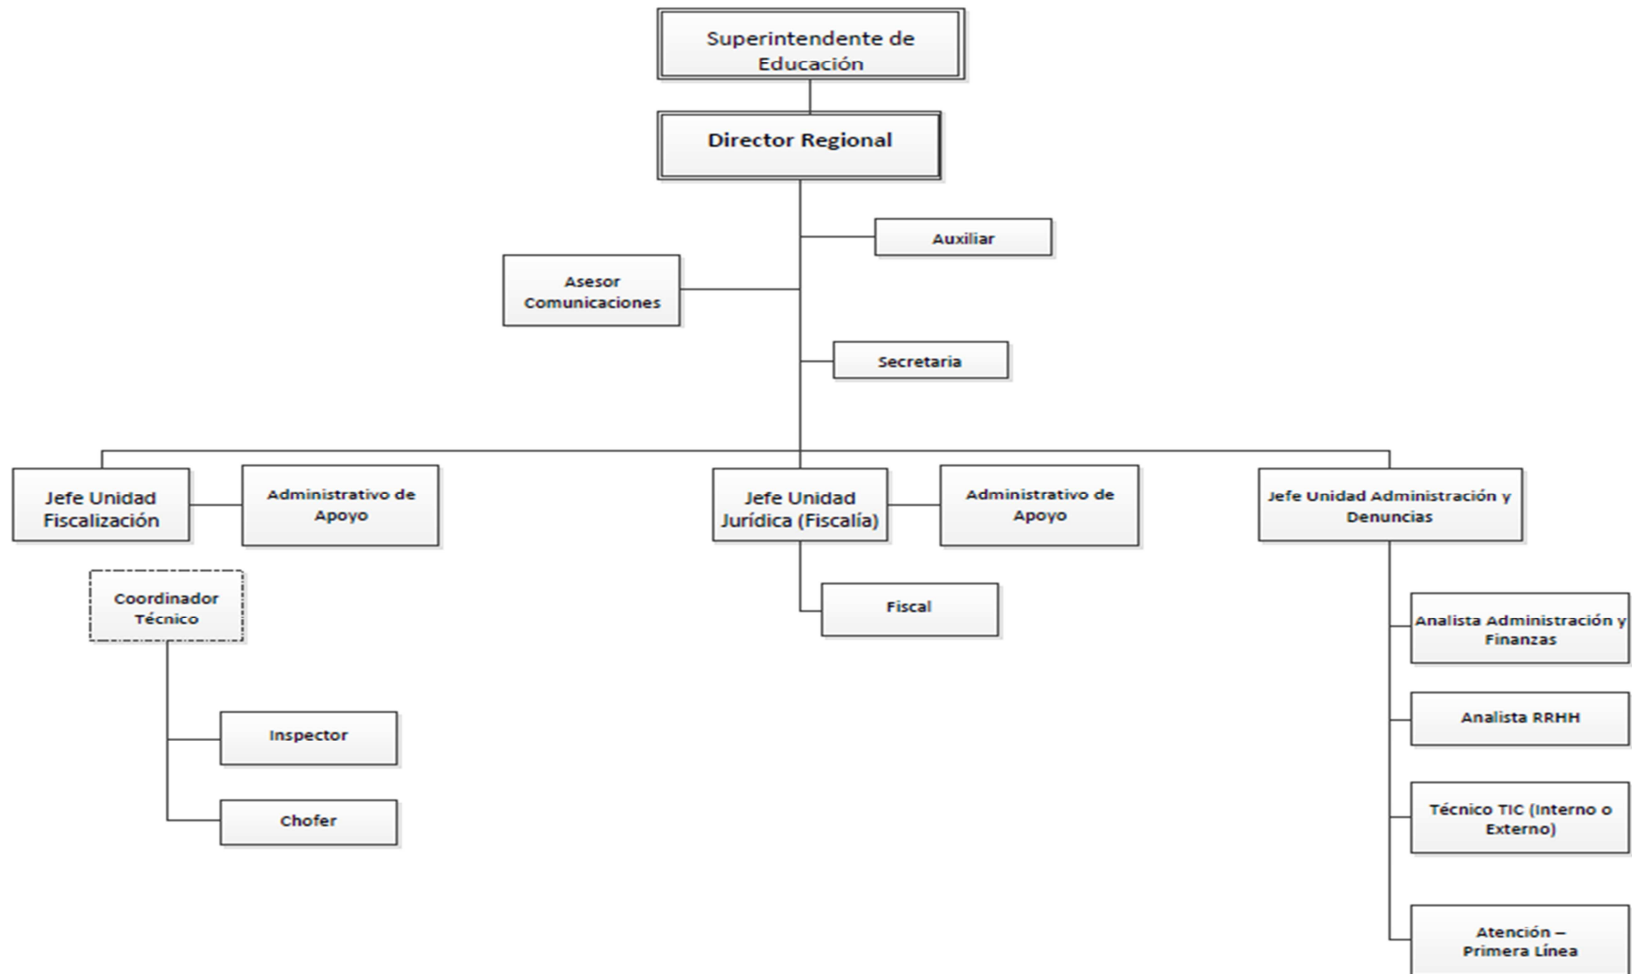 Superintendente de
Educación
Director Regional
Auxiliar
Asesor
Comunicaciones
Secretaria
Jefe Unidad
Fiscalización
Administrativo de
Apoyo
Jefe Unidad
Jurídica (Fiscalía)
Administrativo de
Apoyo
Jefe Unidad Administración y
Denuncias
Coordinador
Técnico
Fiscal
Analista Administración y
Finanzas
Inspector
Analista RRHH
Chofer
Técnico TIC (Interno o
Externo)
Atención –
Primera Línea